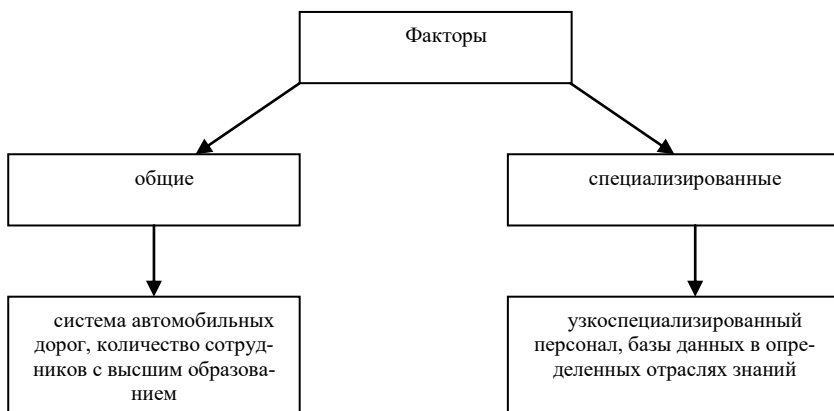 Факторы
общие
специализированные
система автомобильных
дорог, количество сотруд-
ников с высшим образова-
нием
узкоспециализированный
персонал, базы данных в опре-
деленных отраслях знаний